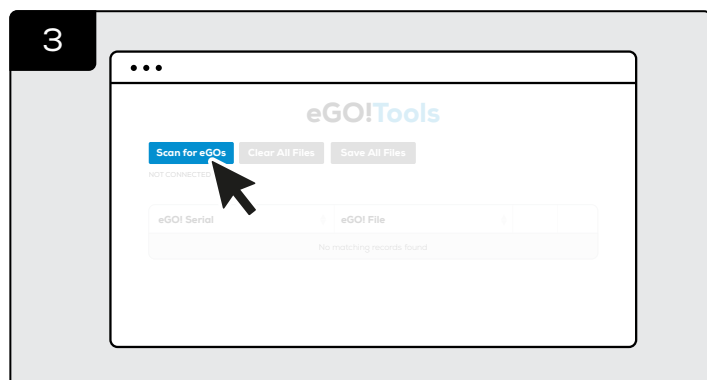 3
eGO!Tools
Scan for eGOs Clear All Files Save All Files
NOT CONNECTED
eGO! Serial eGO! File
No matching records found